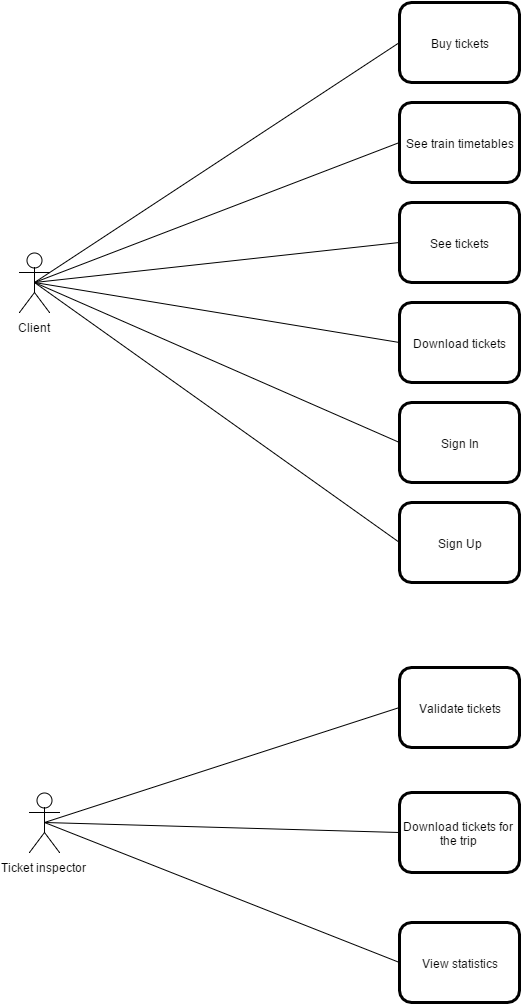 Buy tickets
See train timetables
See tickets
Client
Download tickets
Sign In
Sign Up
Validate tickets
Ticket inspector
Download tickets for
the trip
View statistics